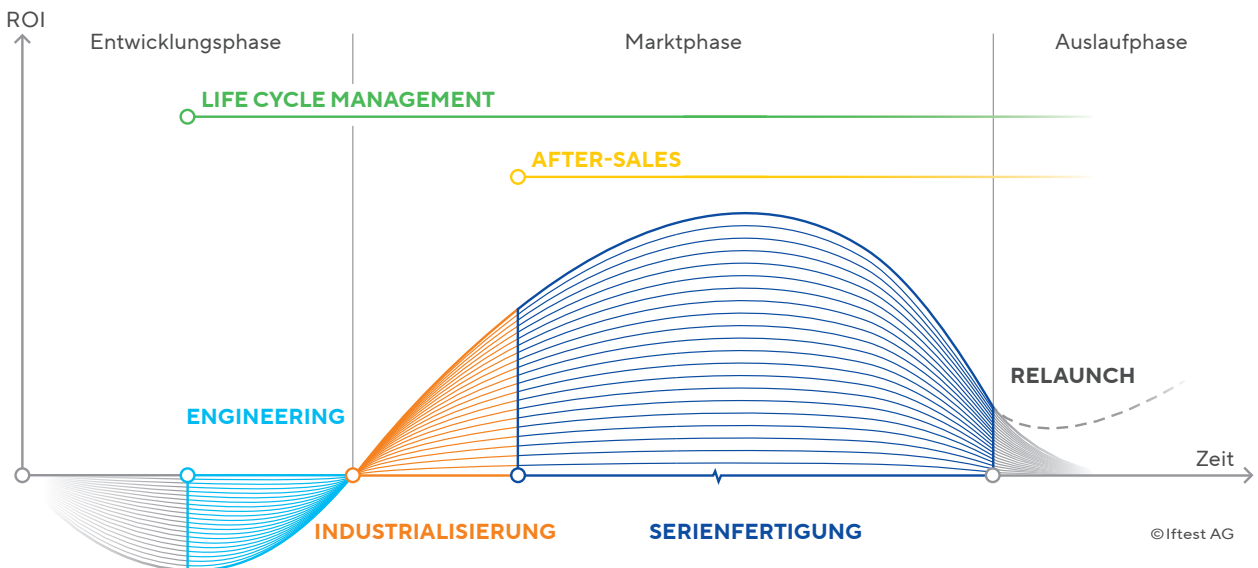 ROI
Entwicklungsphase
Marktphase
Auslaufphase
LIFE CYCLE MANAGEMENT
AFTER-SALES
RELAUNCH
ENGINEERING
Zeit
INDUSTRIALISIERUNG
SERIENFERTIGUNG
©Iftest AG